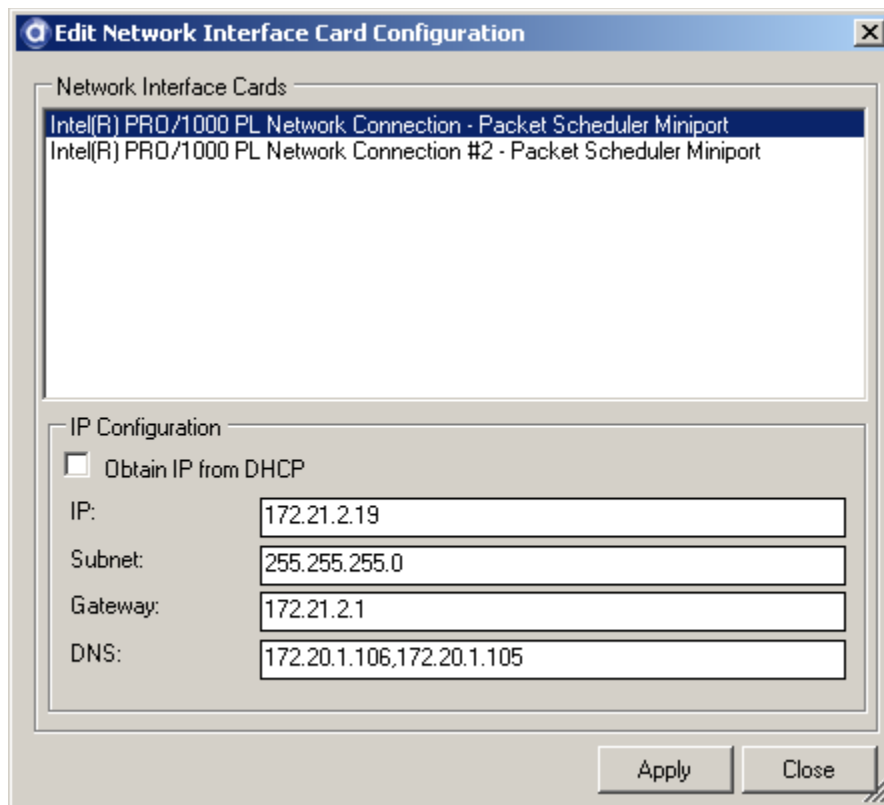 Edit Network Interface Card Configuration
Network Interface Cards
Intel(R) PRO/1000 PL Network Connection - Packet Scheduler Miniport
Intel(R) PRO/1000 PL Network Connection #2 - Packet Scheduler Miniport
IP Configuration
Obtain IP from DHCP
IP: 172.21.2.19
Subnet: 255.255.255.0
Gateway: 172.21.2.1
DNS: 172.20.1.106,172.20.1.105
Apply Close